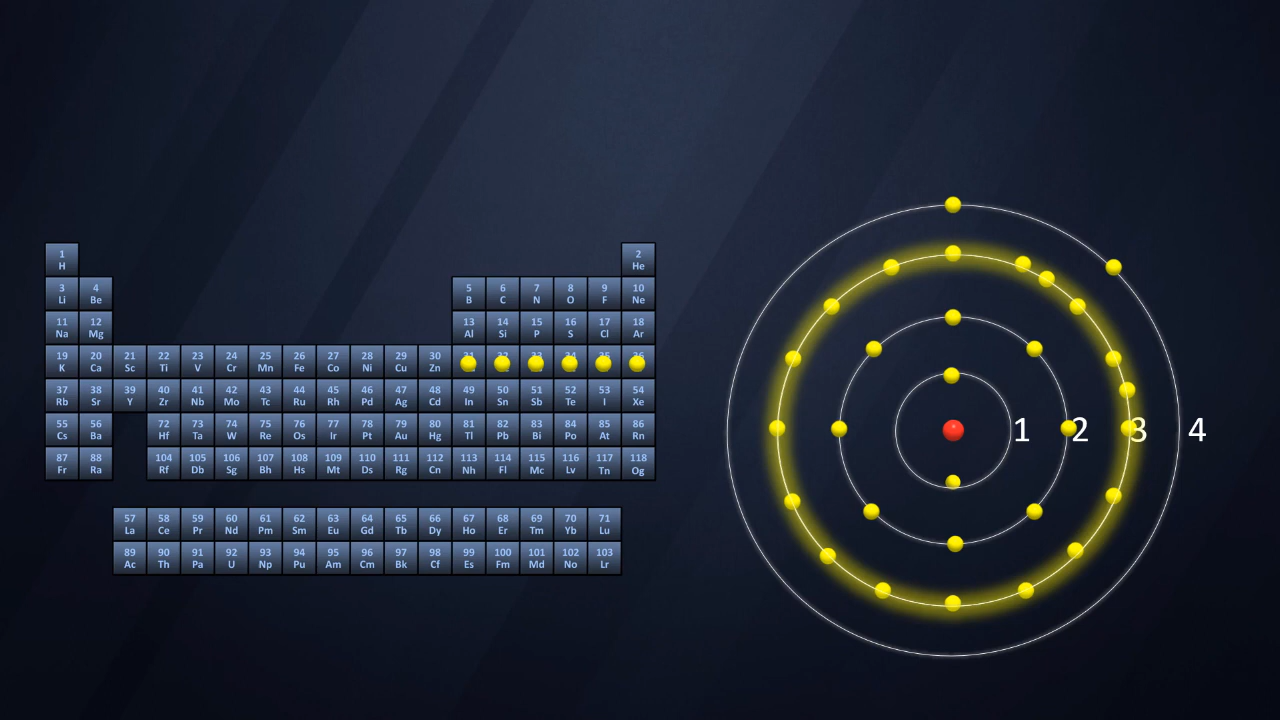 1 2
H He
3 4 5 6 7 8 9 10
Li Be B C N O F Ne
11 12 13 14 15 16 17 18
Na Mg Al Si P S Cl Ar
19 20 21 22 23 24 25 26 27 28 29 30
K Ca Sc Ti V Cr Mn Fe Co Ni Cu Zn
37 38 39 40 41 42 43 44 45 46 47 48 49 50 51 52 53 54
Rb Sr Y Zr Nb Mo Tc Ru Rh Pd Ag Cd In Sn Sb Te I Xe
55 56 72 73 74 75 76 77 78 79 80 81 82 83 84 85 86
Cs Ba Hf Ta W Re Os Ir Pt Au Hg Tl Pb Bi Po At Rn
87 88 104 105 106 107 108 109 110 111 112 113 114 115 116 117 118
Fr Ra Rf Db Sg Bh Hs Mt Ds Rg Cn Nh Fl Mc Lv Tn Og
57 58 59 60 61 62 63 64 65 66 67 68 69 70 71
La Ce Pr Nd Pm Sm Eu Gd Tb Dy Ho Er Tm Yb Lu
89 90 91 92 93 94 95 96 97 98 99 100 101 102 103
Ac Th Pa U Np Pu Am Cm Bk Cf Es Fm Md No Lr
1 2 3 4